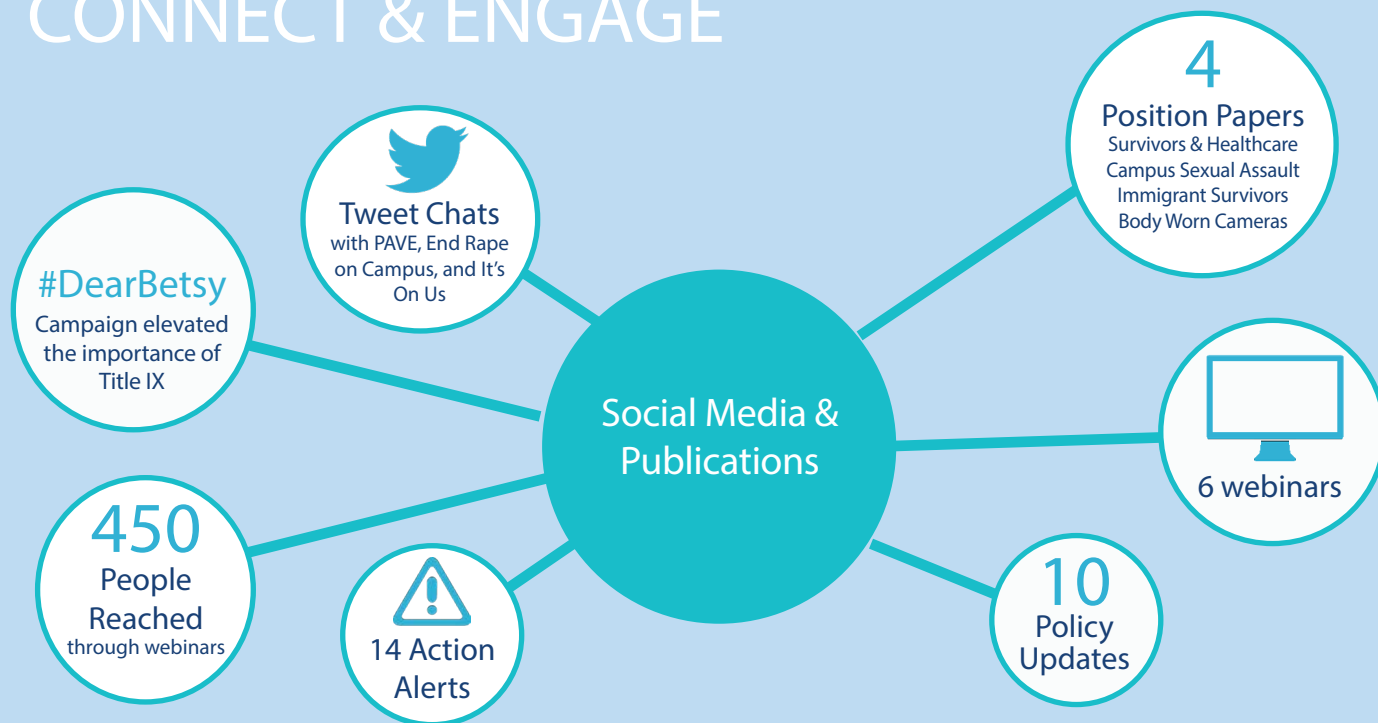 CONNECT & ENGAGE
4
Position Papers
Survivors & Healthcare
Campus Sexual Assault
Immigrant Survivors
Body Worn Cameras
Tweet Chats
with PAVE, End Rape
on Campus, and It's
On Us
#DearBetsy
Campaign elevated
the importance of
Title IX
Social Media &
Publications
6 webinars
450
People
Reached
through webinars
14 Action
Alerts
10
Policy
Updates